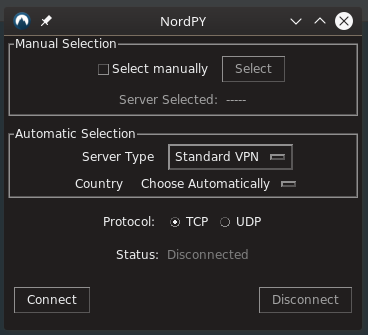 NordPY
Manual Selection
Select manually Select
Server Selected: -----
Automatic Selection
Server Type Standard VPN
Country Choose Automatically
Protocol: TCP UDP
Status: Disconnected
Connect Disconnect